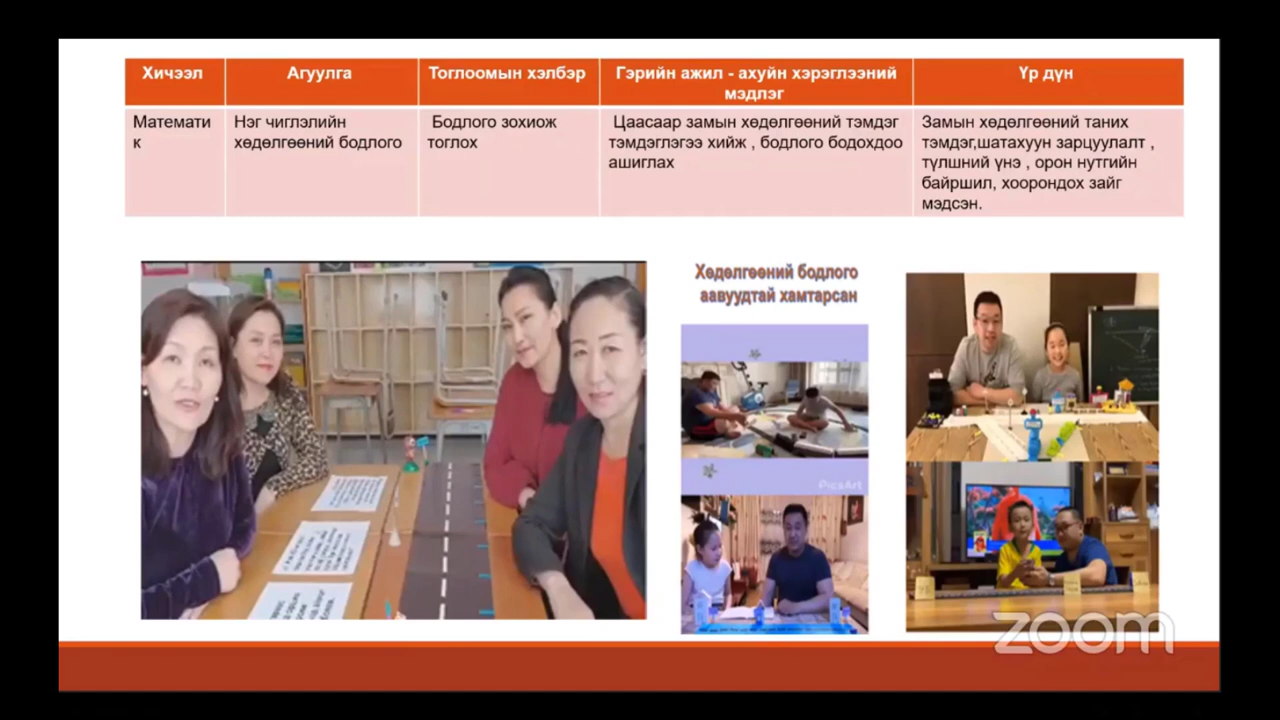 Хичээл
Агуулга
Тоглоомын хэлбэр
Гэрийн ажил - ахуйн хэрэглээний
мэдлэг
Үр дүн
Математи
к
Нэг чиглэлийн
хөдөлгөөний бодлого
Бодлого зохиож
тоглох
Цаасаар замын хөдөлгөөний тэмдэг
тэмдэглэгээ хийж , бодлого бодохдоо
ашиглах
Замын хөдөлгөөний таних
тэмдэг,шатахуун зарцуулалт ,
түлшний үнэ , орон нутгийн
байршил, хоорондох зайг
мэдсэн.
Хөдөлгөөний бодлого
аавуудтай хамтарсан
PicsArt
zoom